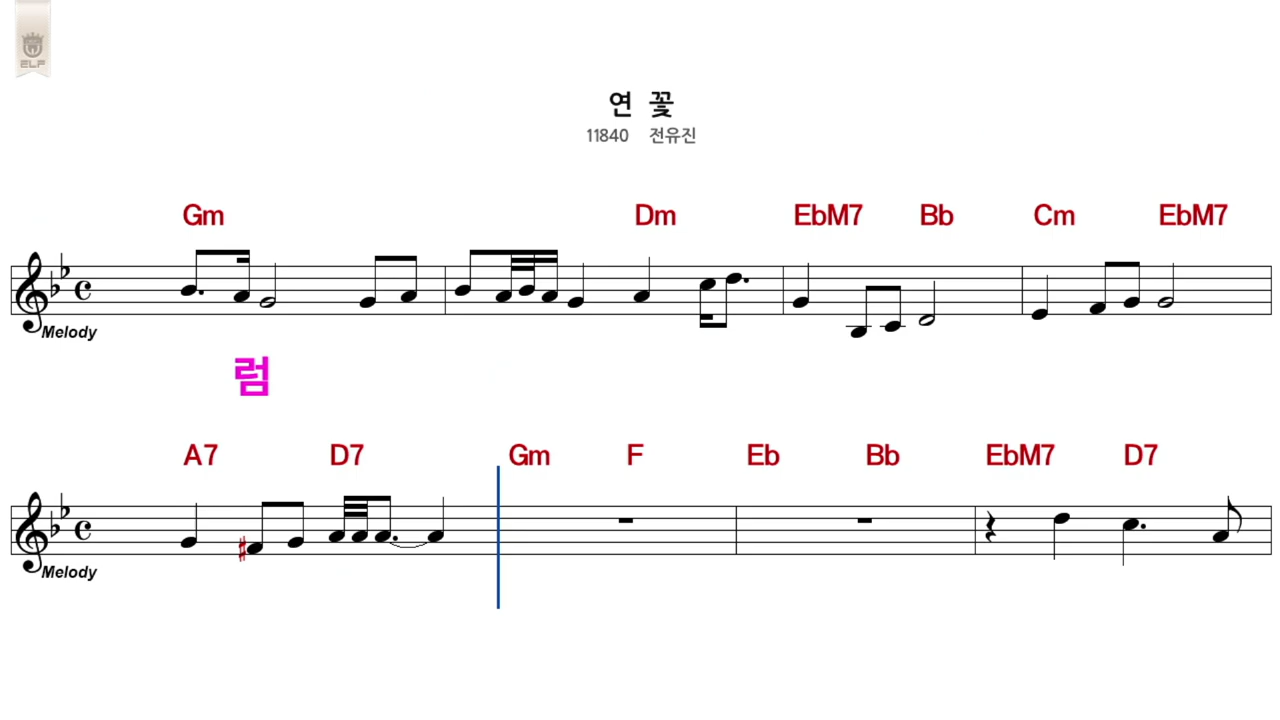 ELF
연 꽃
11840 전유진
Gm Dm EbM7 Bb Cm EbM7
Melody
럼
A7 D7 Gm F Eb Bb EbM7 D7
Melody